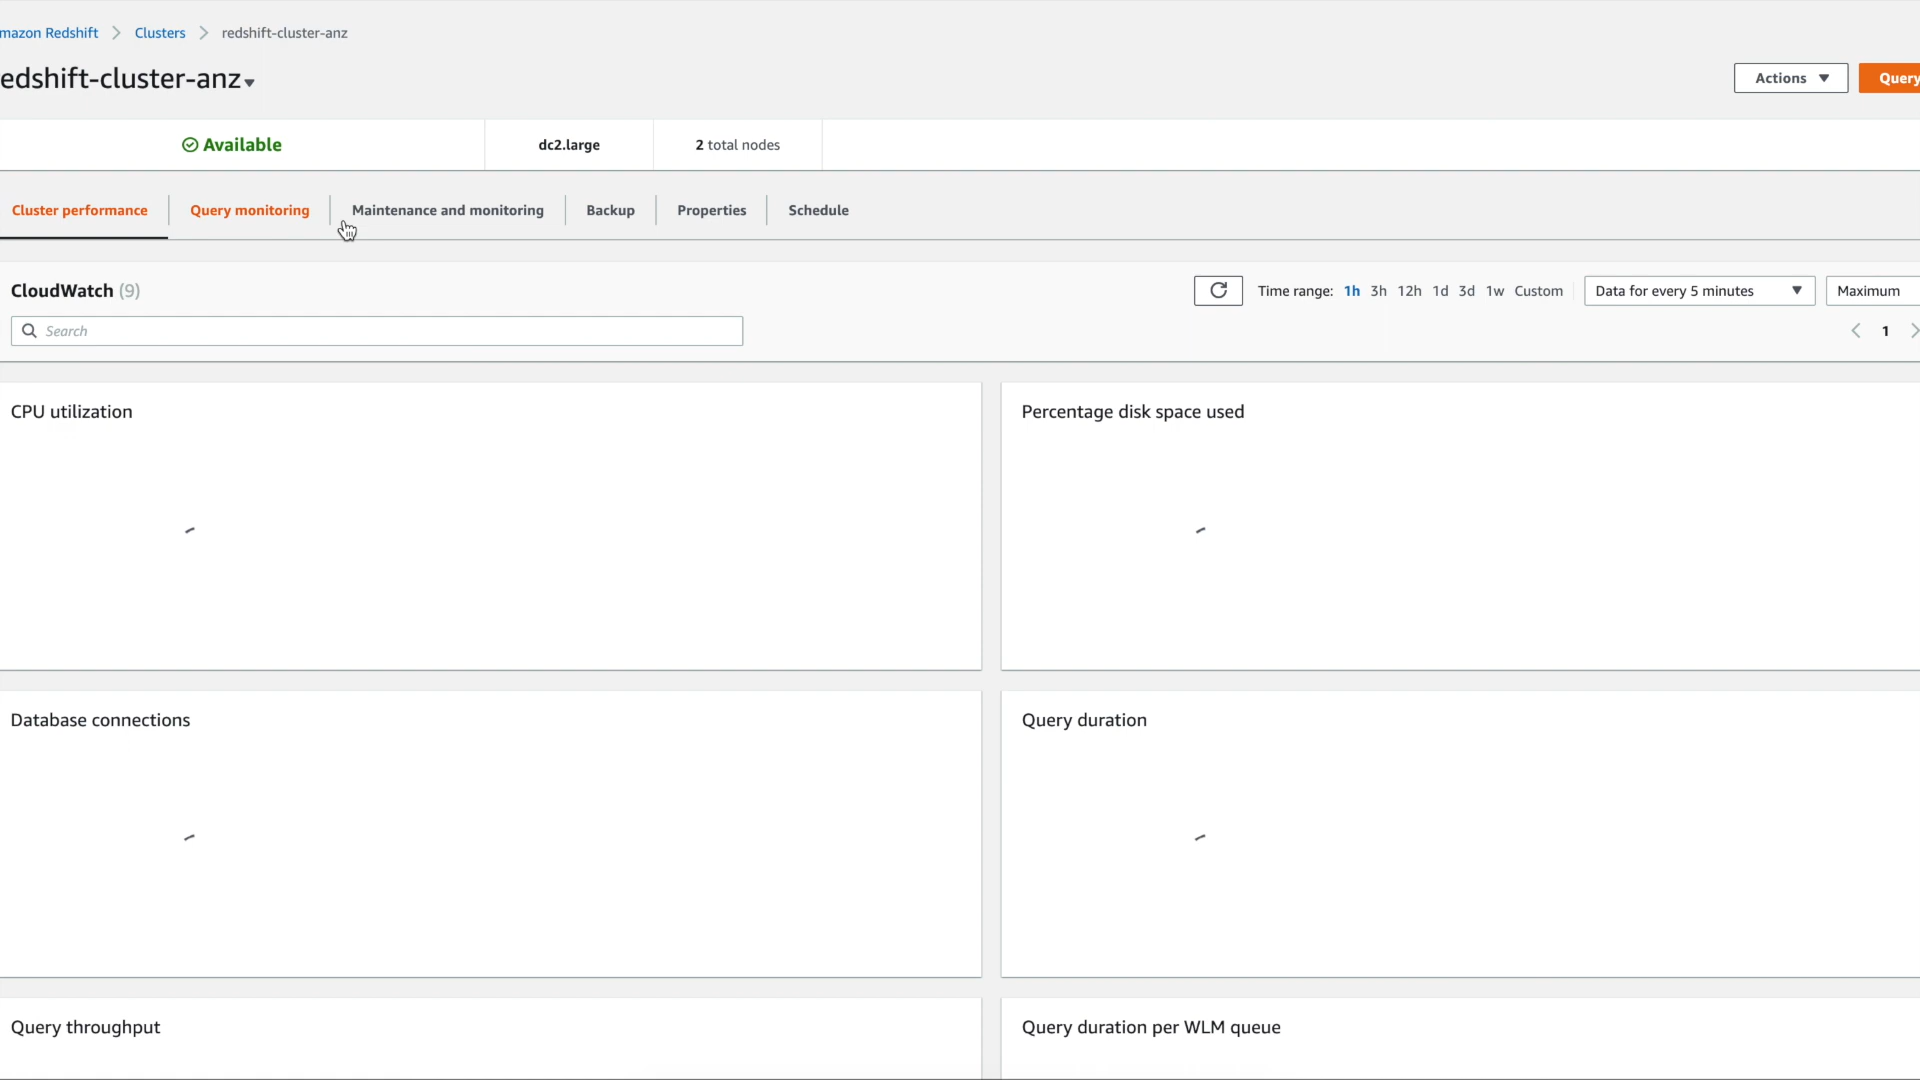 mazon Redshift > Clusters > redshift-cluster-anz
edshift-cluster-anz
Actions Query
Available dc2.large 2 total nodes
Cluster performance Query monitoring Maintenance and monitoring Backup Properties Schedule
CloudWatch (9) Time range: 1h 3h 12h 1d 3d 1w Custom Data for every 5 minutes Maximum
Search 1
CPU utilization Percentage disk space used
Database connections Query duration
Query throughput Query duration per WLM queue